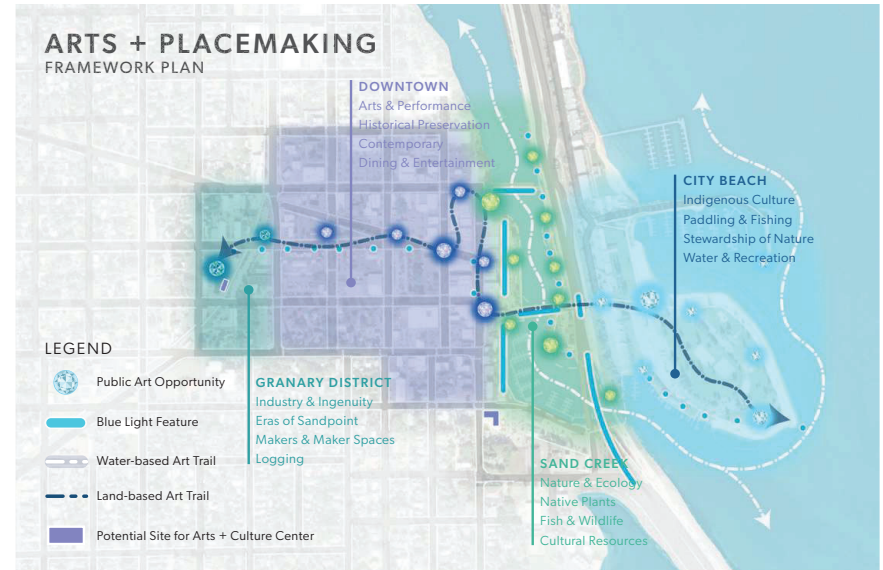 ARTS + PLACEMAKING
FRAMEWORK PLAN
DOWNTOWN
Arts & Performance
Historical Preservation
Contemporary
Dining & Entertainment
CITY BEACH
Indigenous Culture
Paddling & Fishing
Stewardship of Nature
Water & Recreation
LEGEND
Public Art Opportunity
Blue Light Feature
Water-based Art Trail
Land-based Art Trail
Potential Site for Arts + Culture Center
GRANARY DISTRICT
Industry & Ingenuity
Eras of Sandpoint
Makers & Maker Spaces
Logging
SAND CREEK
Nature & Ecology
Native Plants
Fish & Wildlife
Cultural Resources